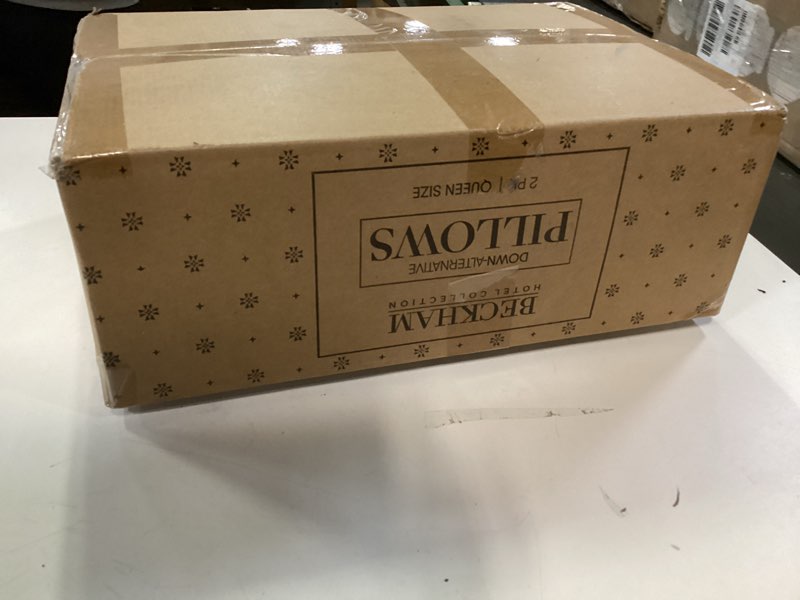 BECKHAM
HOTEL COLLECTION
DOWN-ALTERNATIVE
PILLOWS
2 PK | QUEEN SIZE